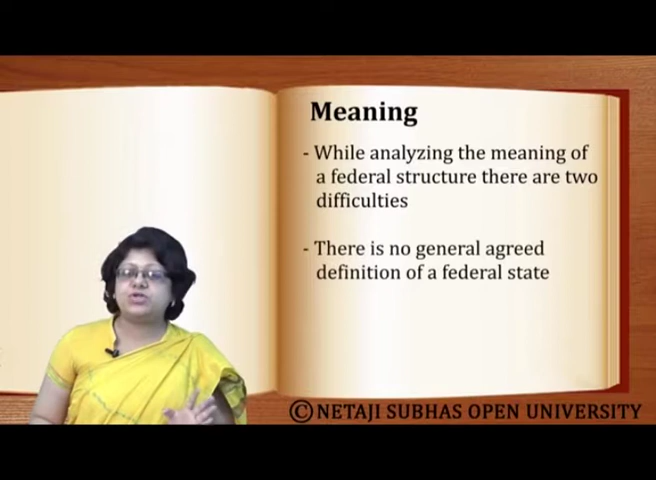 Meaning
- While analyzing the meaning of
a federal structure there are two
difficulties
- There is no general agreed
definition of a federal state
© NETAJI SUBHAS OPEN UNIVERSITY